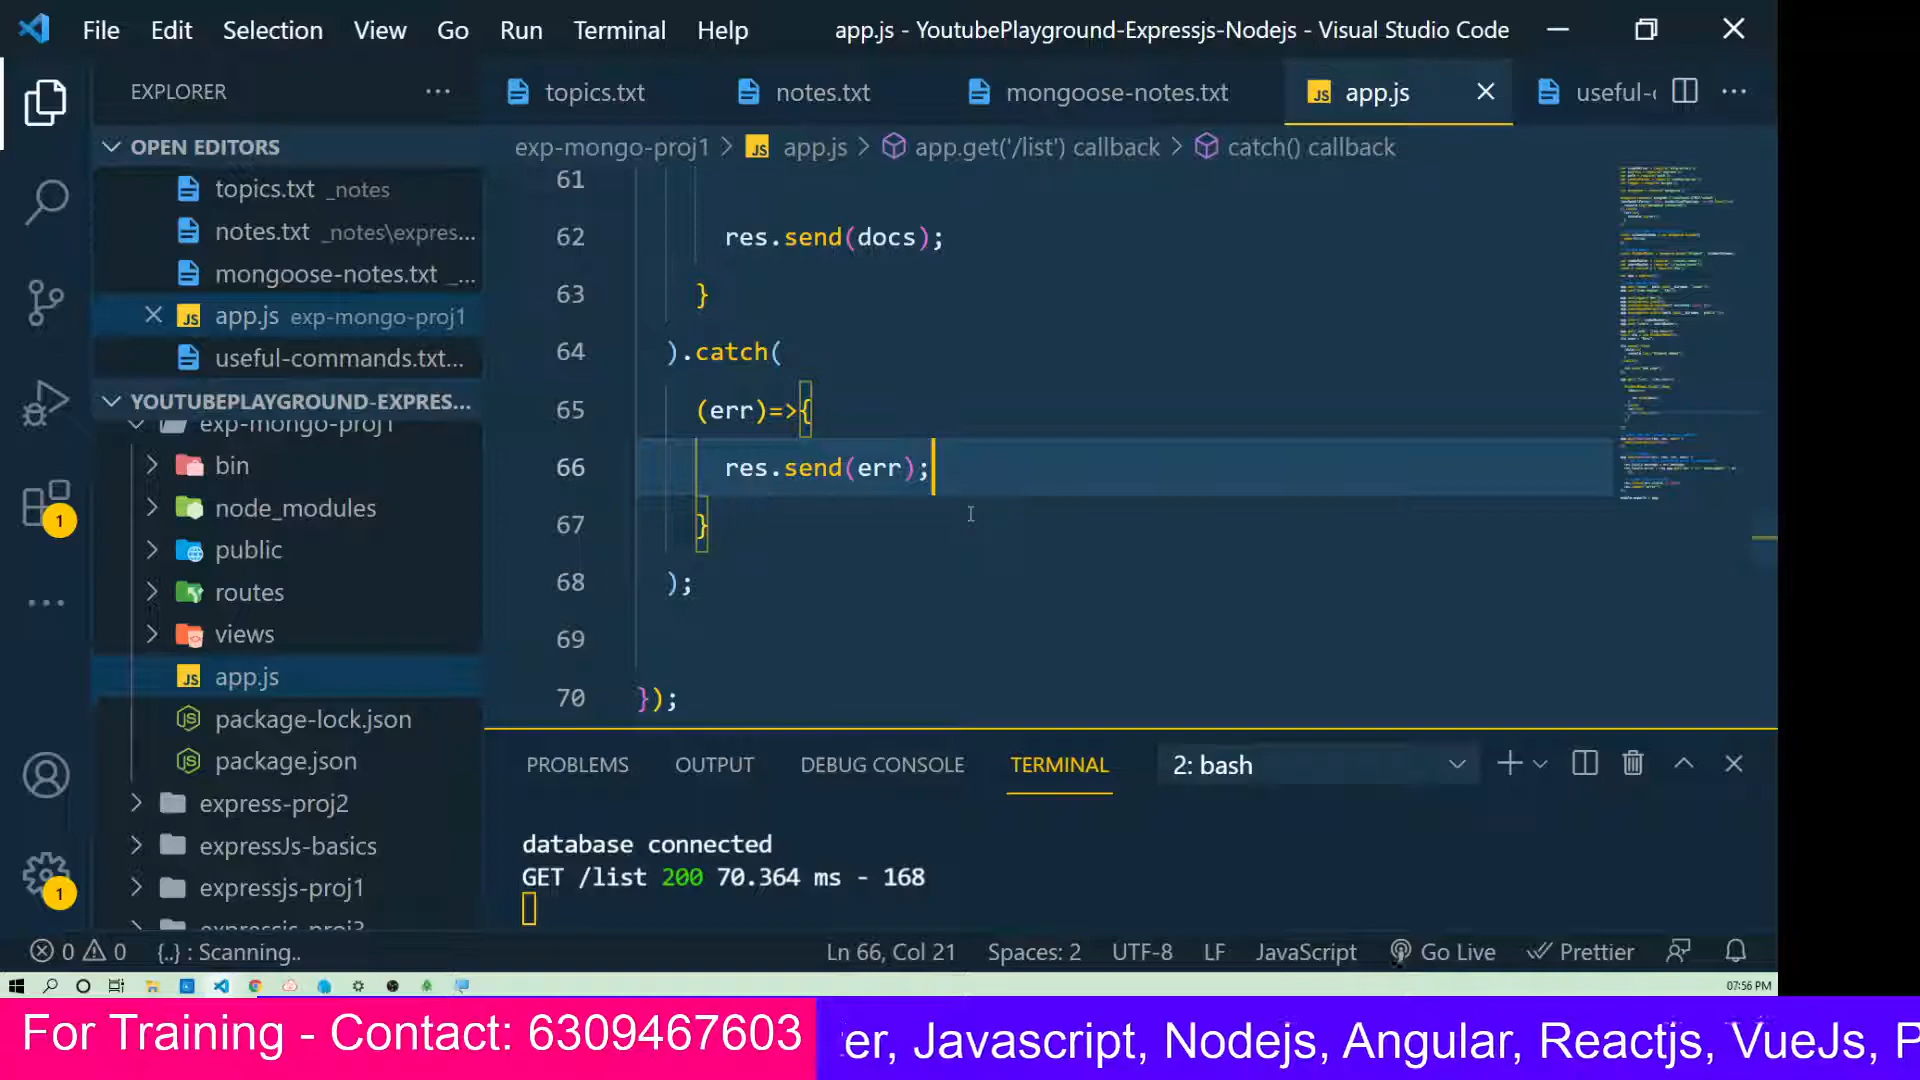 File Edit Selection View Go Run Terminal Help app.js - YoutubePlayground-Expressjs-Nodejs - Visual Studio Code
EXPLORER
topics.txt notes.txt mongoose-notes.txt app.js useful-
OPEN EDITORS
topics.txt _notes
notes.txt _notes\expres...
mongoose-notes.txt _...
app.js exp-mongo-proj1
useful-commands.txt...
YOUTUBEPLAYGROUND-EXPRES...
exp-mongo-proj1
bin
node_modules
public
routes
views
app.js
package-lock.json
package.json
express-proj2
expressJs-basics
expressjs-proj1
expressjs-proj3
exp-mongo-proj1 > JS app.js > app.get('/list') callback > catch() callback
61
62 res.send(docs);
63 }
64 ).catch(
65 (err)=>{
66 res.send(err);
67 }
68 );
69
70 });
PROBLEMS OUTPUT DEBUG CONSOLE TERMINAL 2: bash
database connected
GET /list 200 70.364 ms - 168
0 0 {..} : Scanning.. Ln 66, Col 21 Spaces: 2 UTF-8 LF JavaScript Go Live Prettier
07:56 PM
For Training - Contact: 6309467603
er, Javascript, Nodejs, Angular, Reactjs, VueJs, P